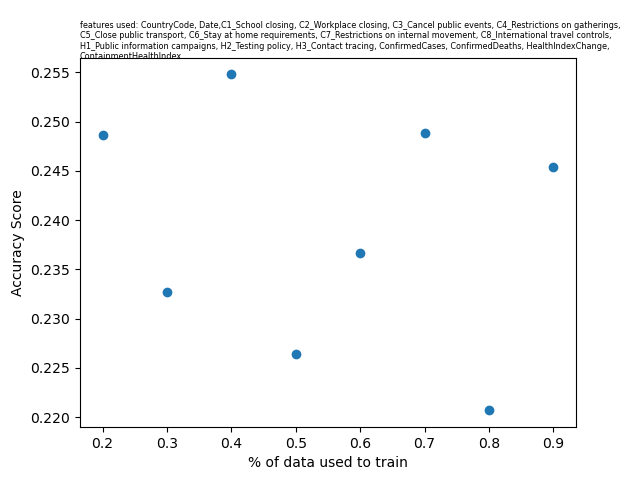 features used: CountryCode, Date,C1_School closing, C2_Workplace closing, C3_Cancel public events, C4_Restrictions on gatherings,
C5_Close public transport, C6_Stay at home requirements, C7_Restrictions on internal movement, C8_International travel controls,
H1_Public information campaigns, H2_Testing policy, H3_Contact tracing, ConfirmedCases, ConfirmedDeaths, HealthIndexChange,
ContainmentHealthIndex
0.255
0.250
0.245
0.240
0.235
0.230
0.225
0.220
Accuracy Score
0.2 0.3 0.4 0.5 0.6 0.7 0.8 0.9
% of data used to train